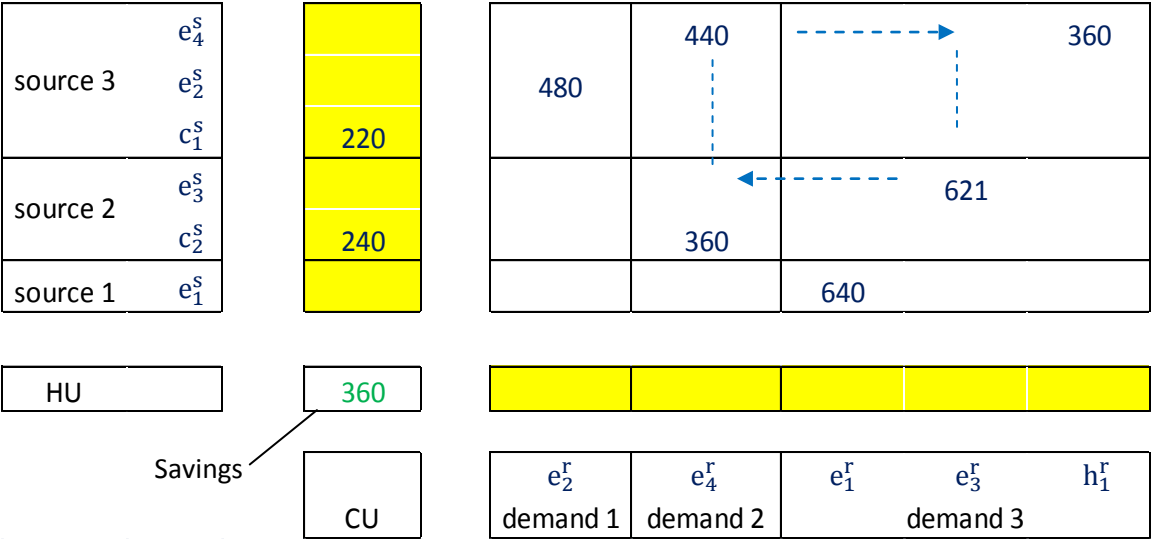 e₄ˢ 440 360
source 3 e₂ˢ 480
c₁ˢ 220
e₃ˢ 621
source 2
c₂ˢ 240 360
source 1 e₁ˢ 640
HU 360
Savings
e₂ʳ e₄ʳ e₁ʳ e₃ʳ h₁ʳ
CU demand 1 demand 2 demand 3